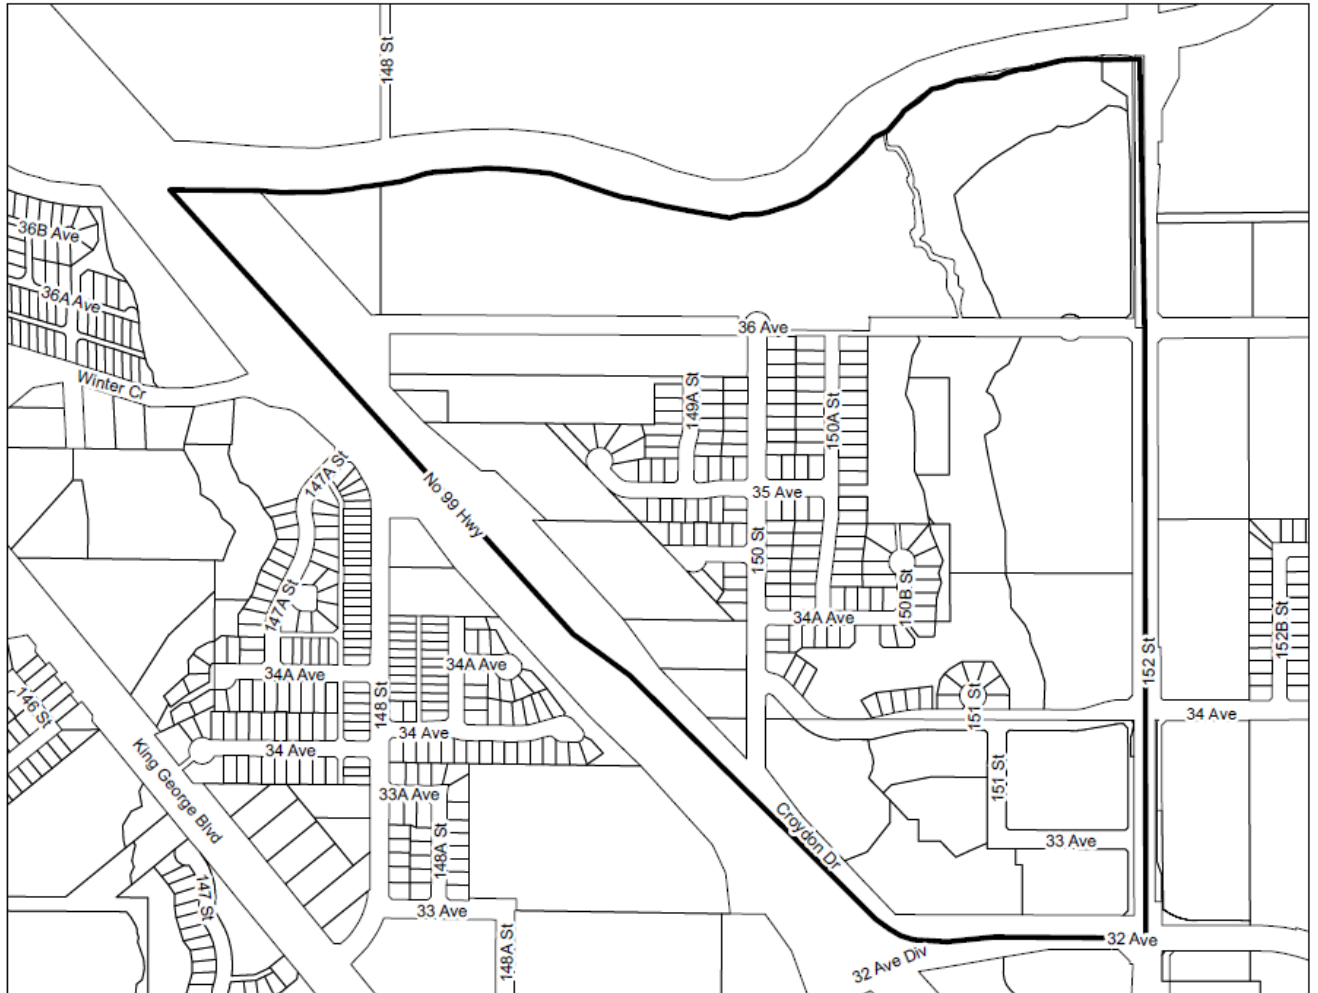 148 St
36B Ave
36A Ave
36 Ave
Winter Cr
149A St
150A St
147A St
No 99 Hwy
35 Ave
150 St
147A St
150B St
34A Ave
152B St
152 St
34A Ave
34A Ave
146 St
148 St
151 St
34 Ave
34 Ave
34 Ave
King George Blvd
151 St
33A Ave
Croydon Dr
33 Ave
148A St
147 St
33 Ave
32 Ave
148A St
32 Ave Div